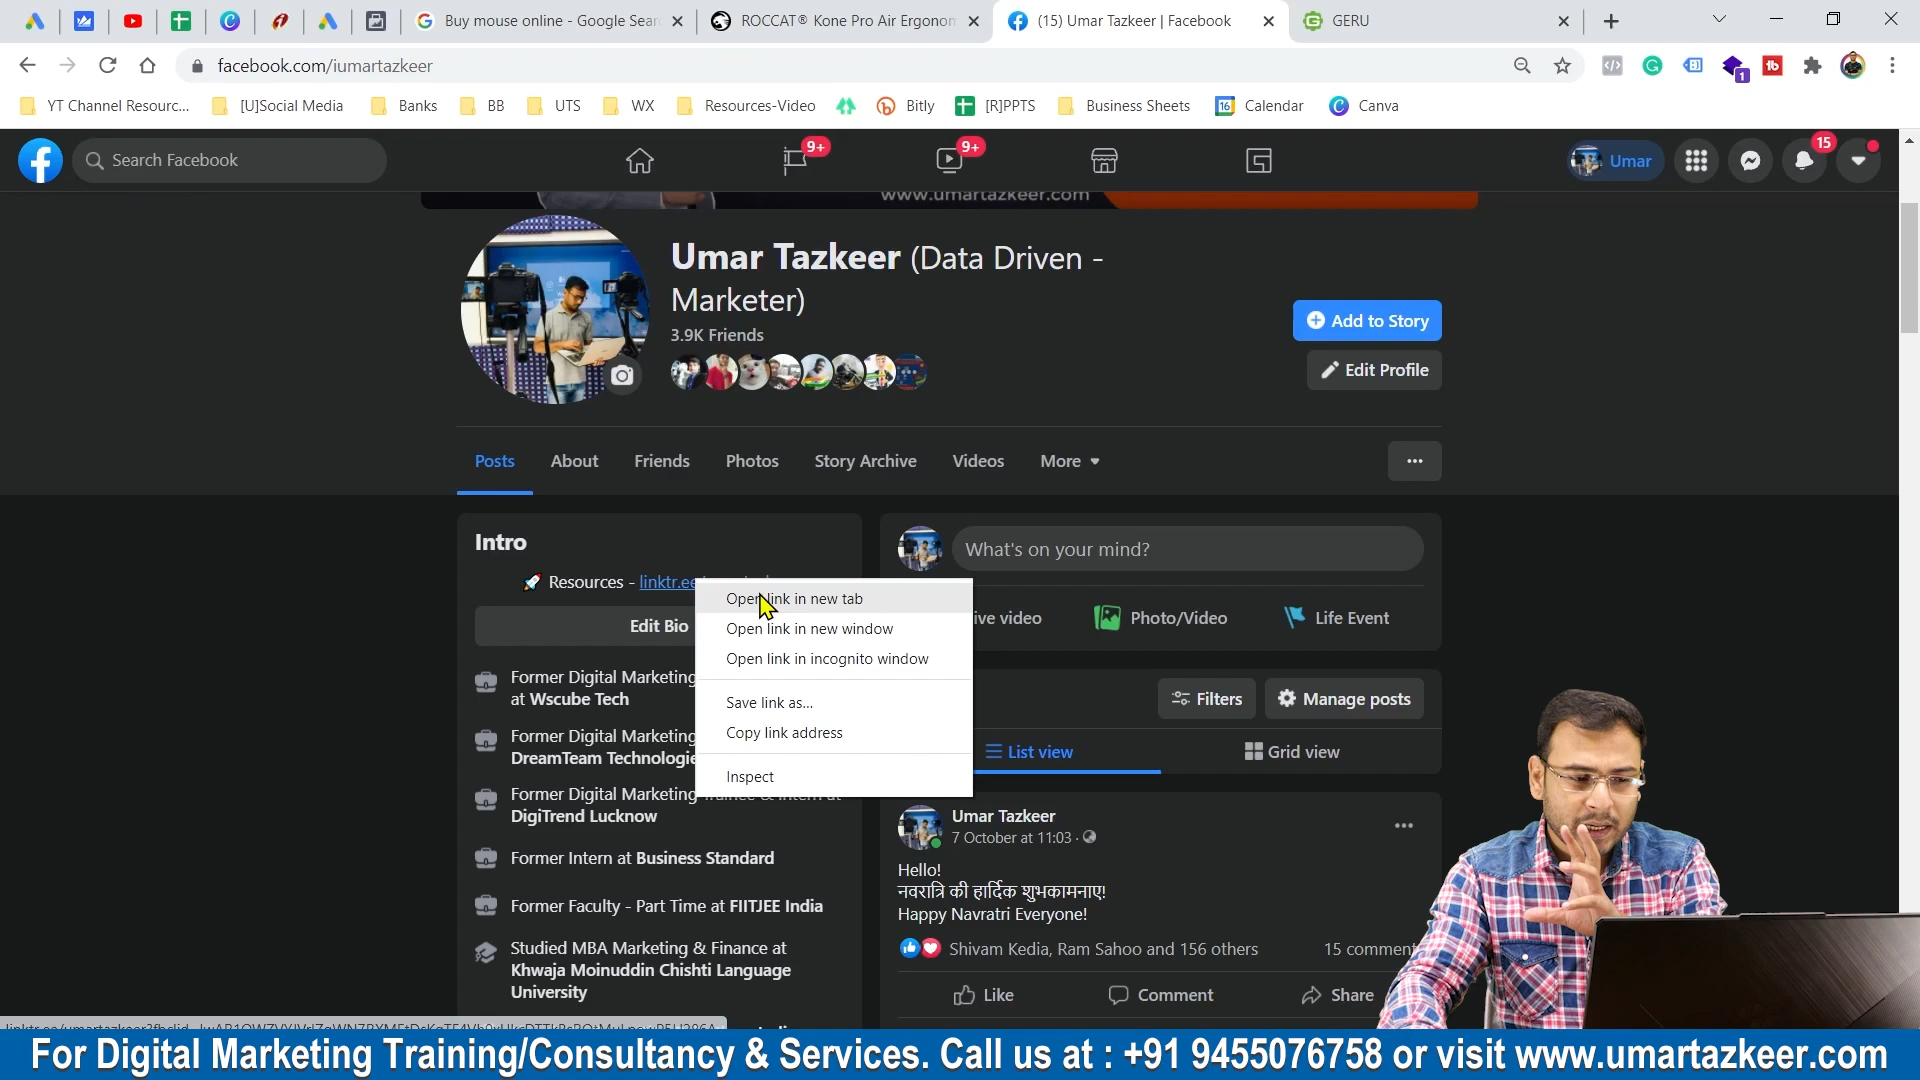 Buy mouse online - Google Sear
ROCCAT® Kone Pro Air Ergonom
(15) Umar Tazkeer | Facebook
GERU
facebook.com/iumartazkeer
1
YT Channel Resourc...
[U]Social Media
Banks
BB
UTS
WX
Resources-Video
Bitly
[R]PPTS
Business Sheets
16
Calendar
Canva
Search Facebook
9+
9+
Umar
15
www.umartazkeer.com
Umar Tazkeer (Data Driven -
Marketer)
3.9K Friends
Add to Story
Edit Profile
Posts
About
Friends
Photos
Story Archive
Videos
More
Intro
Resources - linktr.ee
Edit Bio
Former Digital Marketing
at Wscube Tech
Former Digital Marketing
DreamTeam Technologie
Former Digital Marketing
DigiTrend Lucknow
Former Intern at Business Standard
Former Faculty - Part Time at FIITJEE India
Studied MBA Marketing & Finance at
Khwaja Moinuddin Chishti Language
University
Open link in new tab
Open link in new window
Open link in incognito window
Save link as...
Copy link address
Inspect
What's on your mind?
ive video
Photo/Video
Life Event
Filters
Manage posts
List view
Grid view
Umar Tazkeer
7 October at 11:03 ·
Hello!
नवरात्रि की हार्दिक शुभकामनाए!
Happy Navratri Everyone!
Shivam Kedia, Ram Sahoo and 156 others
15 comment
Like
Comment
Share
For Digital Marketing Training/Consultancy & Services. Call us at : +91 9455076758 or visit www.umartazkeer.com